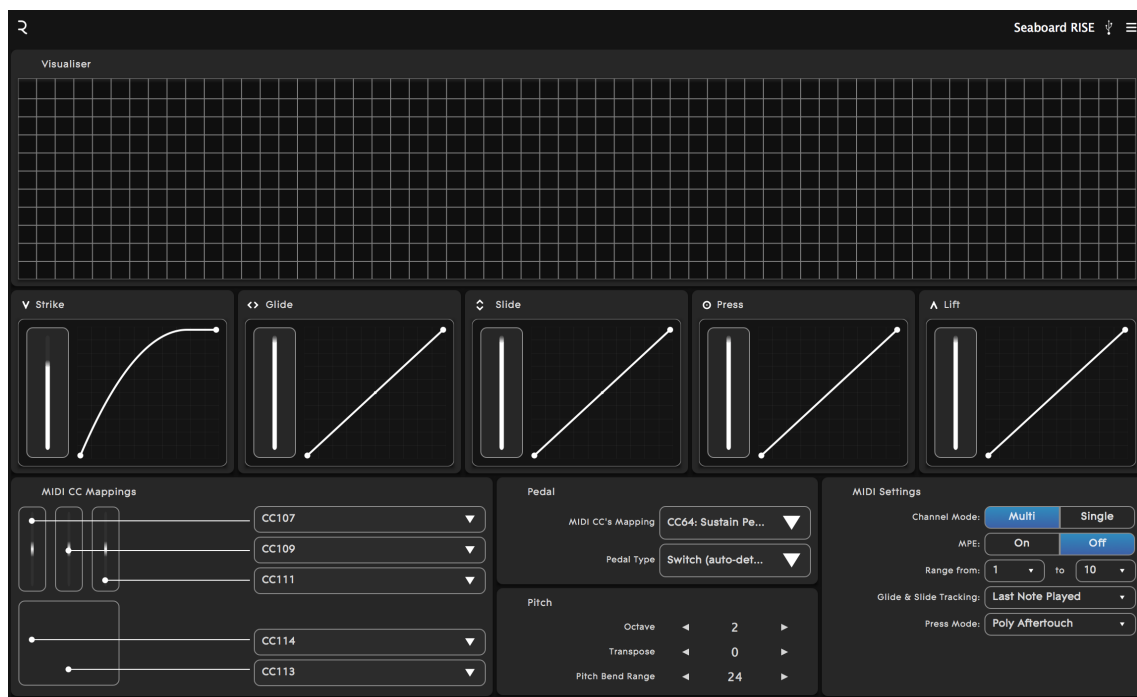 Seaboard RISE
Visualiser
Strike
Glide
Slide
Press
Lift
MIDI CC Mappings
CC107
CC109
CC111
CC114
CC113
Pedal
MIDI CC's Mapping CC64: Sustain Pe...
Pedal Type Switch (auto-det...
Pitch
Octave 2
Transpose 0
Pitch Bend Range 24
MIDI Settings
Channel Mode: Multi Single
MPE: On Off
Range from: 1 to 10
Glide & Slide Tracking: Last Note Played
Press Mode: Poly Aftertouch